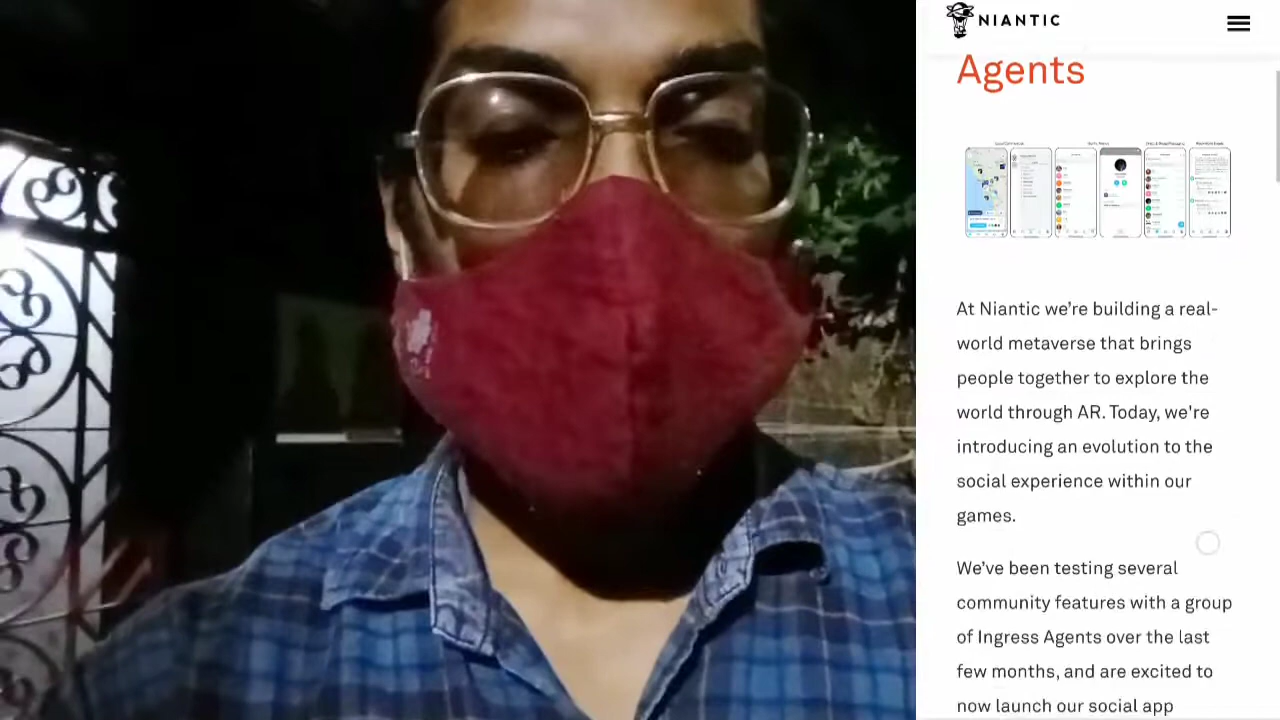 NIANTIC
Agents
At Niantic we're building a real-
world metaverse that brings
people together to explore the
world through AR. Today, we're
introducing an evolution to the
social experience within our
games.
We've been testing several
community features with a group
of Ingress Agents over the last
few months, and are excited to
now launch our social app